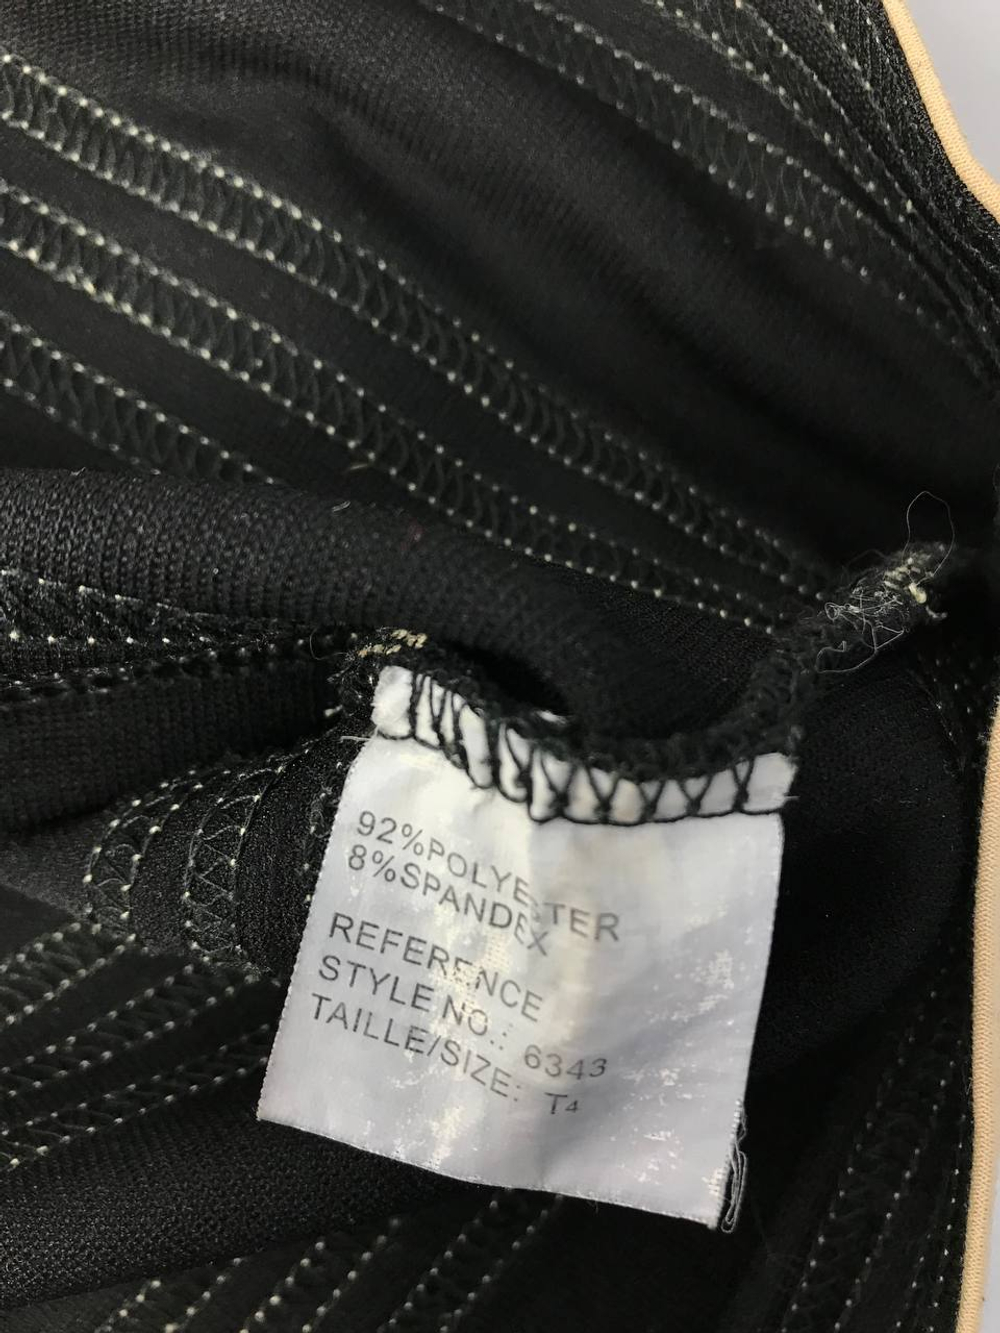 92%POLYESTER
8%SPANDEX
REFERENCE
STYLE NO.: 6343
TAILLE/SIZE: T4